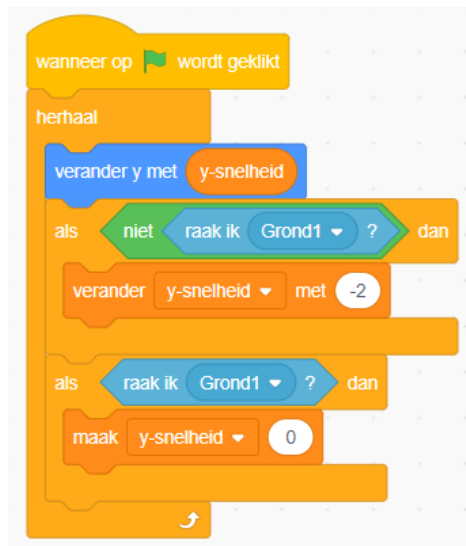 wanneer op wordt geklikt
herhaal
verander y met y-snelheid
als niet raak ik Grond1 ? dan
verander y-snelheid met -2
als raak ik Grond1 ? dan
maak y-snelheid 0